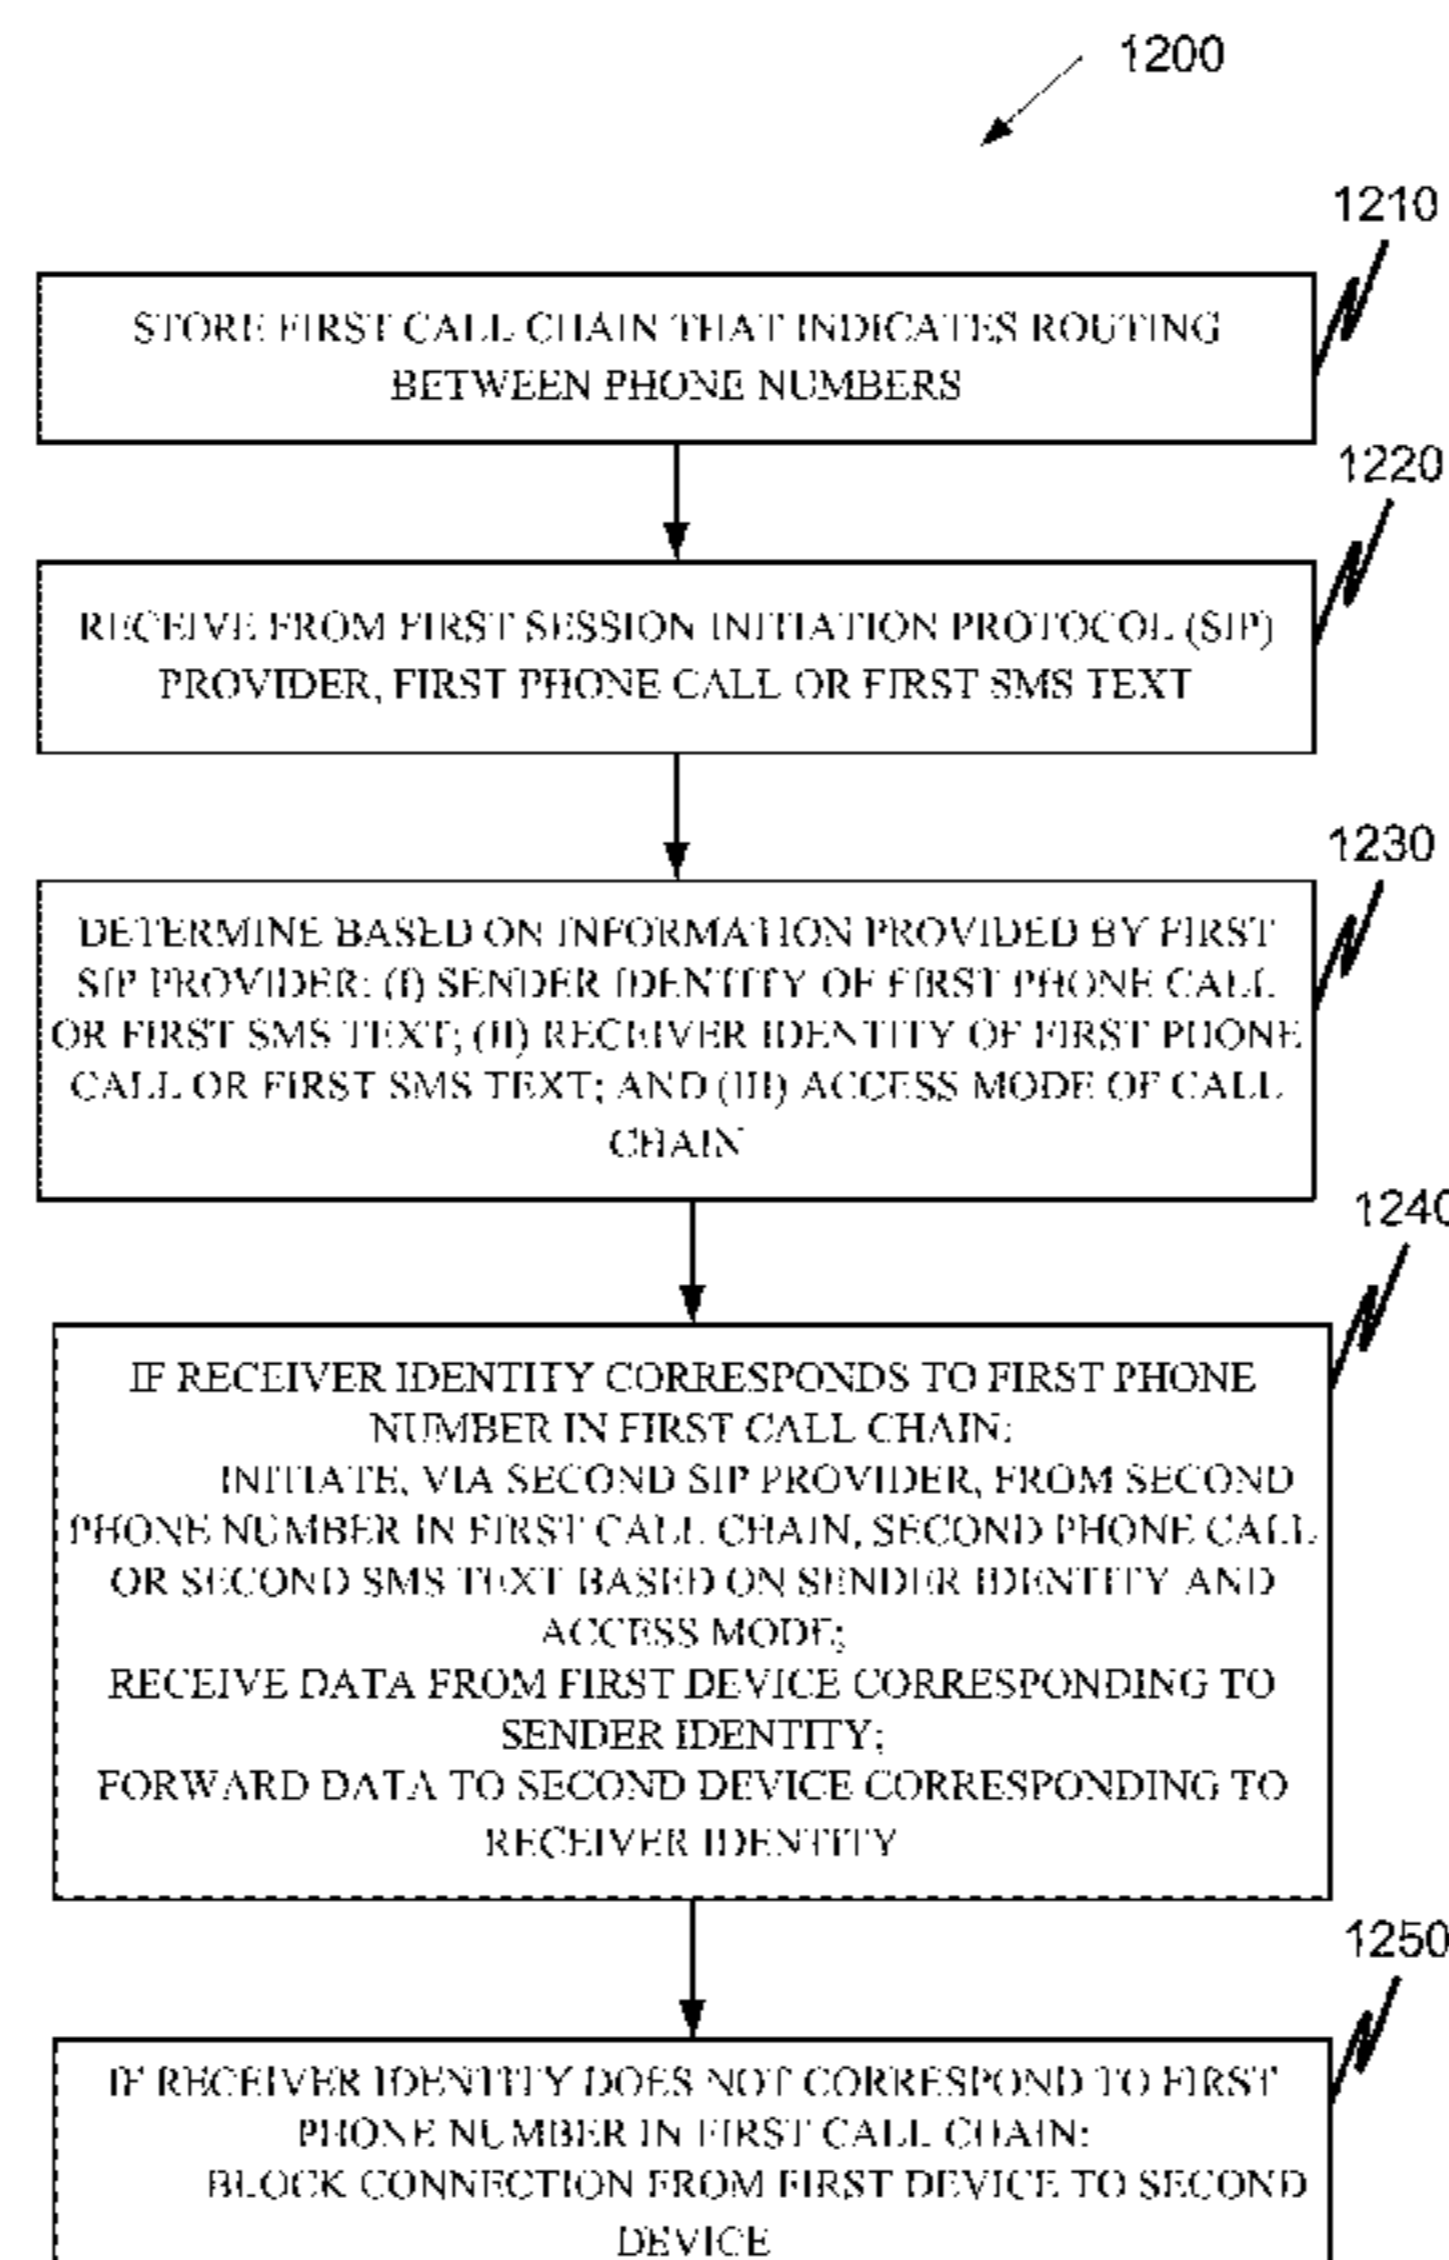 1200
1210
STORE FIRST CALL CHAIN THAT INDICATES ROUTING
BETWEEN PHONE NUMBERS
1220
RECEIVE FROM FIRST SESSION INITIATION PROTOCOL (SIP)
PROVIDER, FIRST PHONE CALL OR FIRST SMS TEXT
1230
DETERMINE BASED ON INFORMATION PROVIDED BY FIRST
SIP PROVIDER: (I) SENDER IDENTITY OF FIRST PHONE CALL
OR FIRST SMS TEXT; (II) RECEIVER IDENTITY OF FIRST PHONE
CALL OR FIRST SMS TEXT; AND (III) ACCESS MODE OF CALL
CHAIN
1240
IF RECEIVER IDENTITY CORRESPONDS TO FIRST PHONE
NUMBER IN FIRST CALL CHAIN:
INITIATE, VIA SECOND SIP PROVIDER, FROM SECOND
PHONE NUMBER IN FIRST CALL CHAIN, SECOND PHONE CALL
OR SECOND SMS TEXT BASED ON SENDER IDENTITY AND
ACCESS MODE;
RECEIVE DATA FROM FIRST DEVICE CORRESPONDING TO
SENDER IDENTITY;
FORWARD DATA TO SECOND DEVICE CORRESPONDING TO
RECEIVER IDENTITY
1250
IF RECEIVER IDENTITY DOES NOT CORRESPOND TO FIRST
PHONE NUMBER IN FIRST CALL CHAIN:
BLOCK CONNECTION FROM FIRST DEVICE TO SECOND
DEVICE